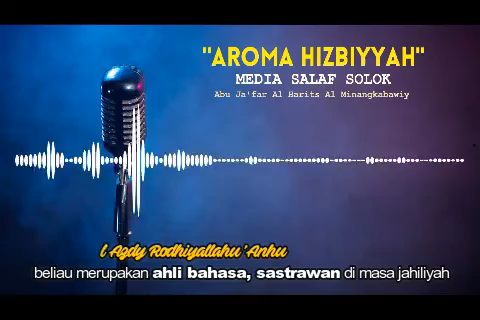 "AROMA HIZBIYYAH"
MEDIA SALAF SOLOK
Abu Ja'far Al Harits Al Minangkabawiy
l Azdy Rodhiyallahu 'Anhu
beliau merupakan ahli bahasa, sastrawan di masa jahiliyah